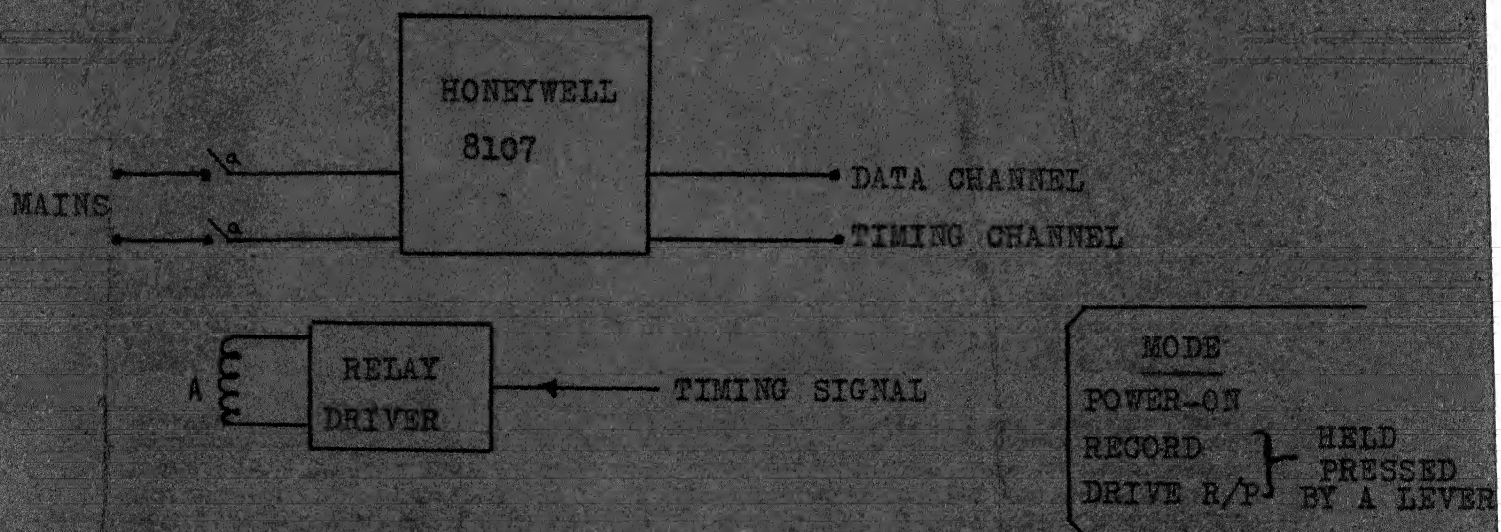 HONEYWELL
8107
a
a
MAINS
DATA CHANNEL
TIMING CHANNEL
A
RELAY
DRIVER
TIMING SIGNAL
MODE
POWER-ON
RECORD
DRIVE R/P
HELD
PRESSED
BY A LEVER